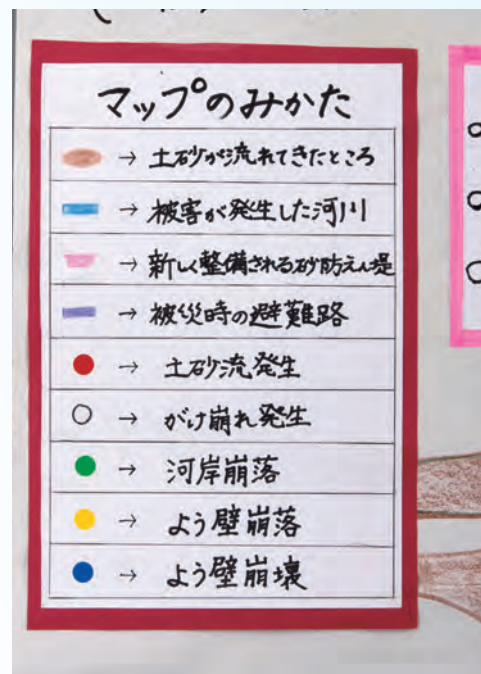 マップのみかた
→ 土砂が流れてきたところ
→ 被害が発生した河川
→ 新しく整備される砂防えん堤
→ 被災時の避難路
→ 土砂流発生
→ がけ崩れ発生
→ 河岸崩落
→ よう壁崩落
→ よう壁崩壊